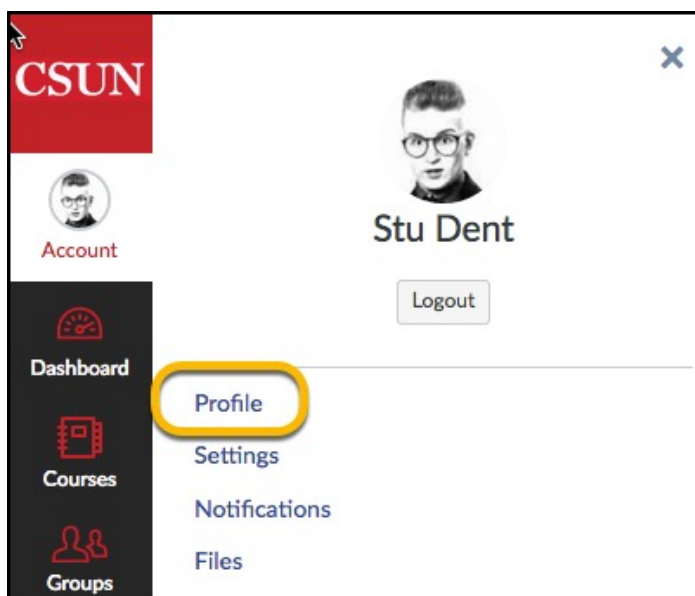 CSUN
Account
Dashboard
Courses
Groups
Stu Dent
Logout
Profile
Settings
Notifications
Files